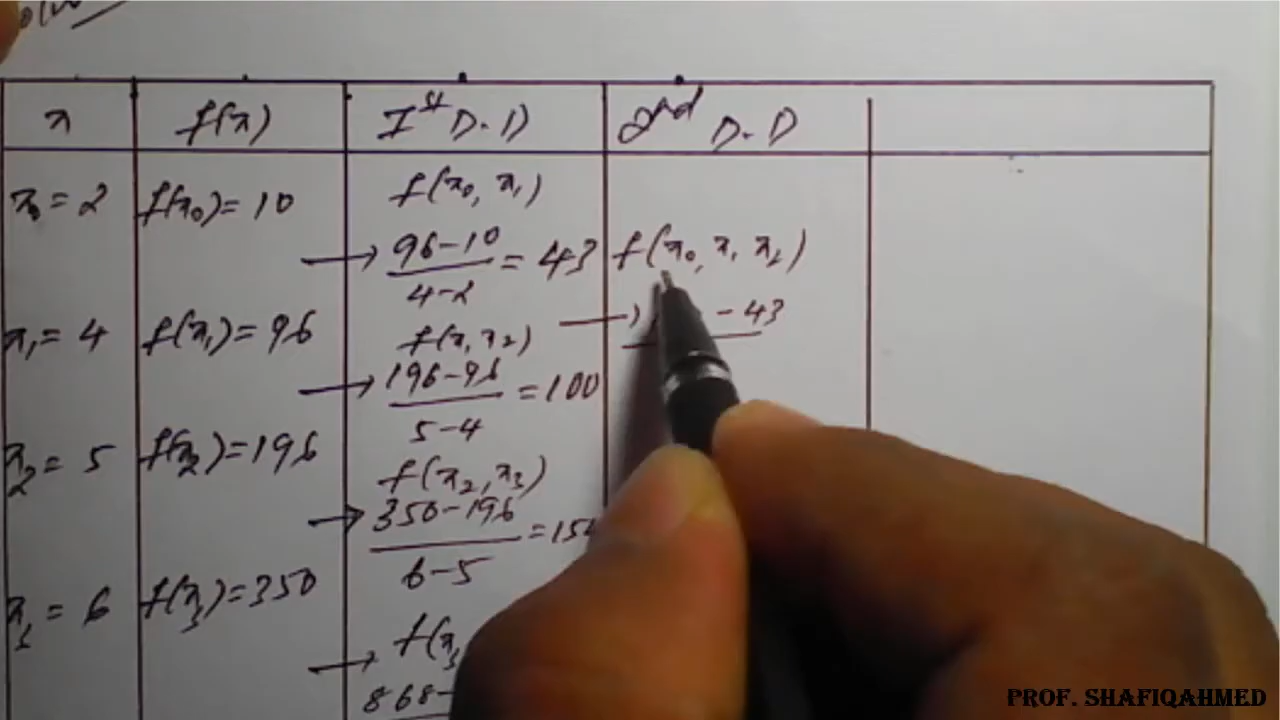 x f(x) Ist D.D 2nd D.D
x0 = 2 f(x0) = 10 f(x0, x1)
→ 96-10 / 4-2 = 43 f(x0, x1 x2)
x1 = 4 f(x1) = 96 f(x1 x2) → - 43
→ 196-96 / 5-4 = 100
x2 = 5 f(x2) = 196 f(x2, x3)
→ 350-196 / 6-5 = 154
x3 = 6 f(x3) = 350 f(x3
→ 868-
PROF. SHAFIQAHMED